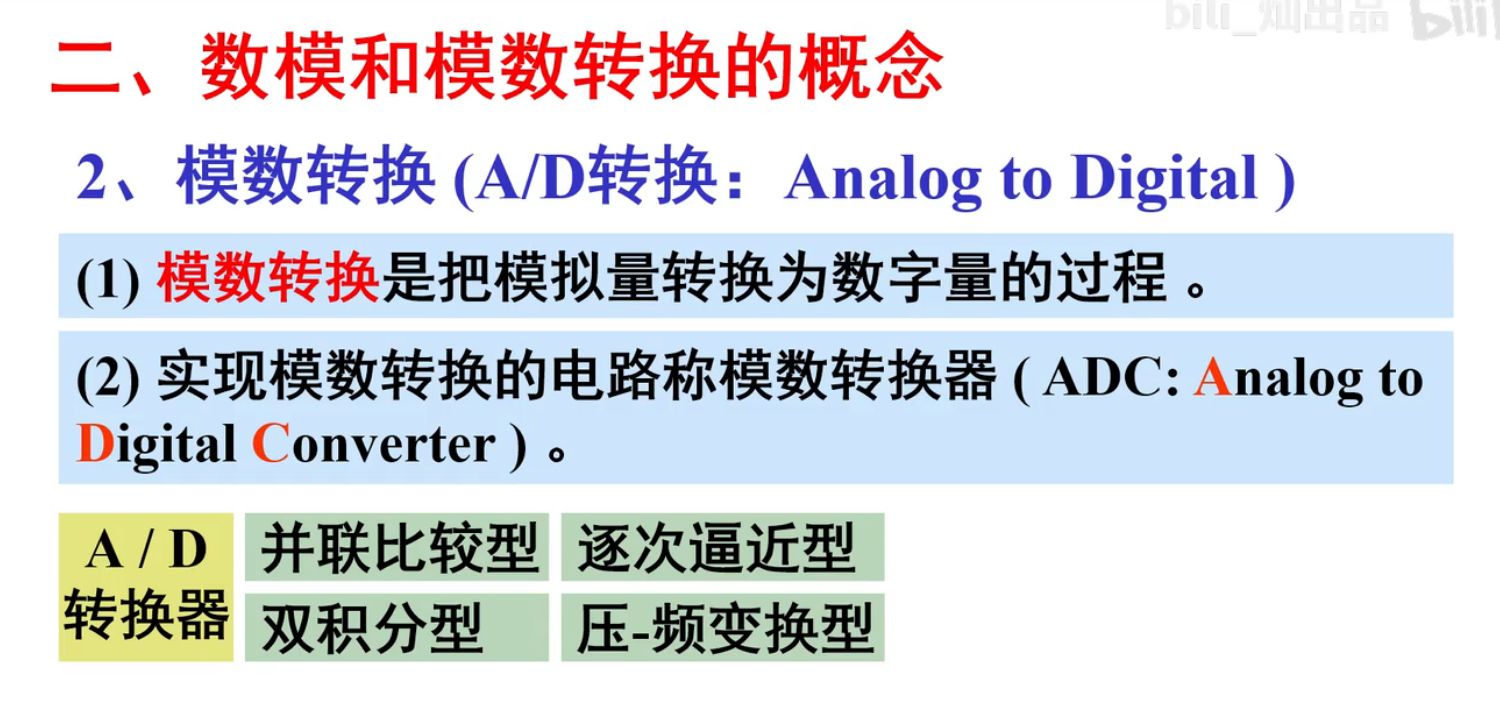 bili_灿出品 bili
二、数模和模数转换的概念
2、模数转换 (A/D转换：Analog to Digital )
(1) 模数转换是把模拟量转换为数字量的过程 。
(2) 实现模数转换的电路称模数转换器 ( ADC: Analog to
Digital Converter ) 。
A / D
转换器
并联比较型 逐次逼近型
双积分型 压-频变换型